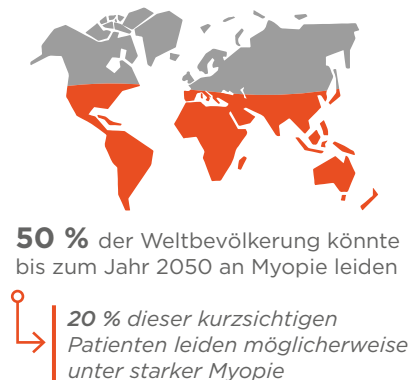 50 % der Weltbevölkerung könnte
bis zum Jahr 2050 an Myopie leiden
20 % dieser kurzsichtigen
Patienten leiden möglicherweise
unter starker Myopie